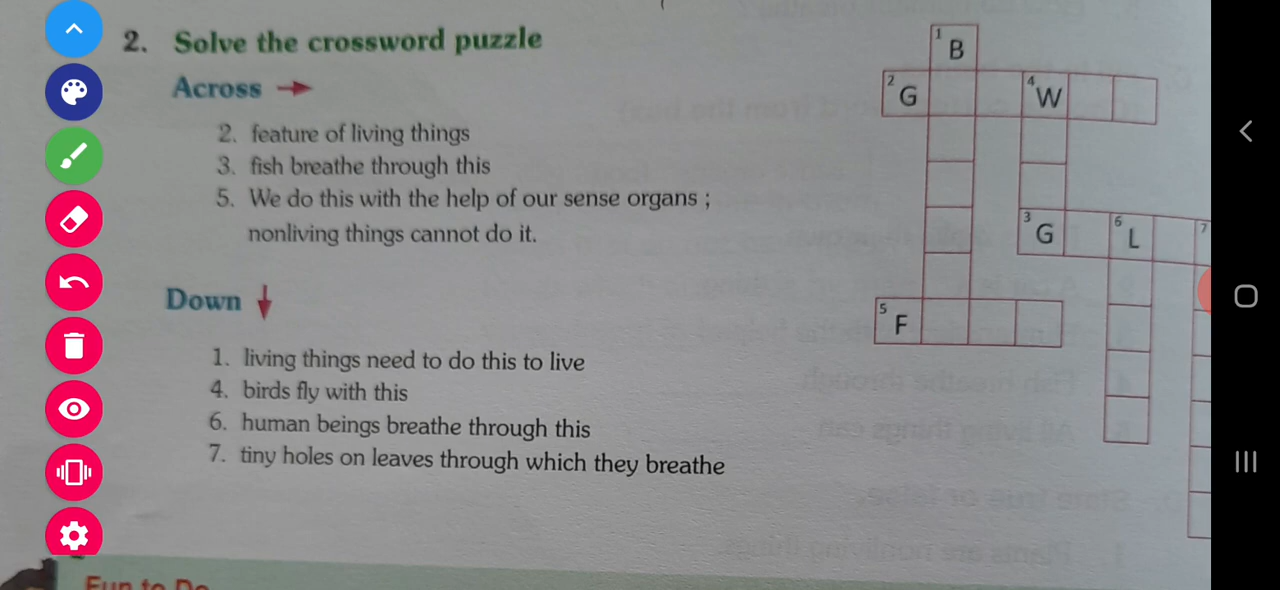 2. Solve the crossword puzzle
Across
2. feature of living things
3. fish breathe through this
5. We do this with the help of our sense organs ;
nonliving things cannot do it.
Down
1. living things need to do this to live
4. birds fly with this
6. human beings breathe through this
7. tiny holes on leaves through which they breathe
1 B
2 G 4 W
3 G 6 L 7
5 F
Fun to Do